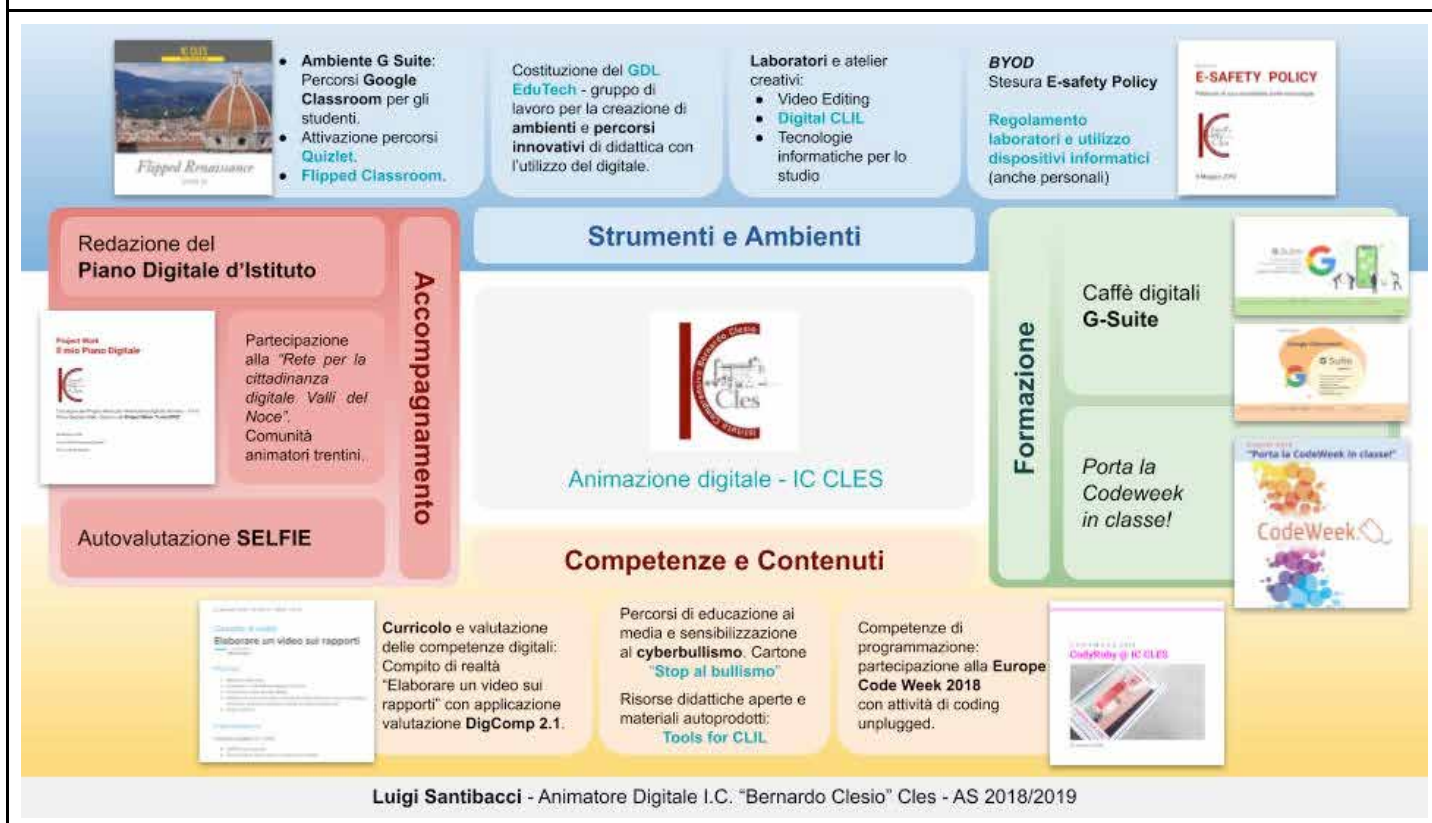 Flipped Renaissance
● Ambiente G Suite:
Percorsi Google
Classroom per gli
studenti.
● Attivazione percorsi
Quizlet.
● Flipped Classroom.
Costituzione del GDL
EduTech - gruppo di
lavoro per la creazione di
ambienti e percorsi
innovativi di didattica con
l'utilizzo del digitale.
Laboratori e atelier
creativi:
● Video Editing
● Digital CLIL
● Tecnologie
informatiche per lo
studio
BYOD
Stesura E-safety Policy
Regolamento
laboratori e utilizzo
dispositivi informatici
(anche personali)
E-SAFETY POLICY
Strumenti e Ambienti
Redazione del
Piano Digitale d'Istituto
Project Work
Il mio Piano Digitale
Partecipazione
alla "Rete per la
cittadinanza
digitale Valli del
Noce".
Comunità
animatori trentini.
Autovalutazione SELFIE
Accompagnamento
Istituto Comprensivo Bernardo Clesio
Cles
Animazione digitale - IC CLES
Formazione
Caffè digitali
G-Suite
G Suite
G Suite
Porta la
Codeweek
in classe!
"Porta la CodeWeek in classe!"
CodeWeek
Competenze e Contenuti
Elaborare un video sui rapporti
Curricolo e valutazione
delle competenze digitali:
Compito di realtà
"Elaborare un video sui
rapporti" con applicazione
valutazione DigComp 2.1.
Percorsi di educazione ai
media e sensibilizzazione
al cyberbullismo. Cartone
"Stop al bullismo"
Risorse didattiche aperte e
materiali autoprodotti:
Tools for CLIL
Competenze di
programmazione:
partecipazione alla Europe
Code Week 2018
con attività di coding
unplugged.
CodyRoby @ IC CLES
Luigi Santibacci - Animatore Digitale I.C. "Bernardo Clesio" Cles - AS 2018/2019